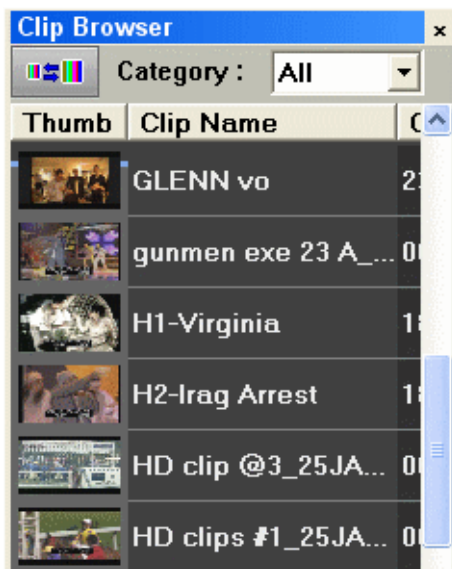 Clip Browser
Category : All
Thumb Clip Name
GLENN vo
gunmen exe 23 A_...
H1-Virginia
H2-Irag Arrest
HD clip @3_25JA...
HD clips #1_25JA...